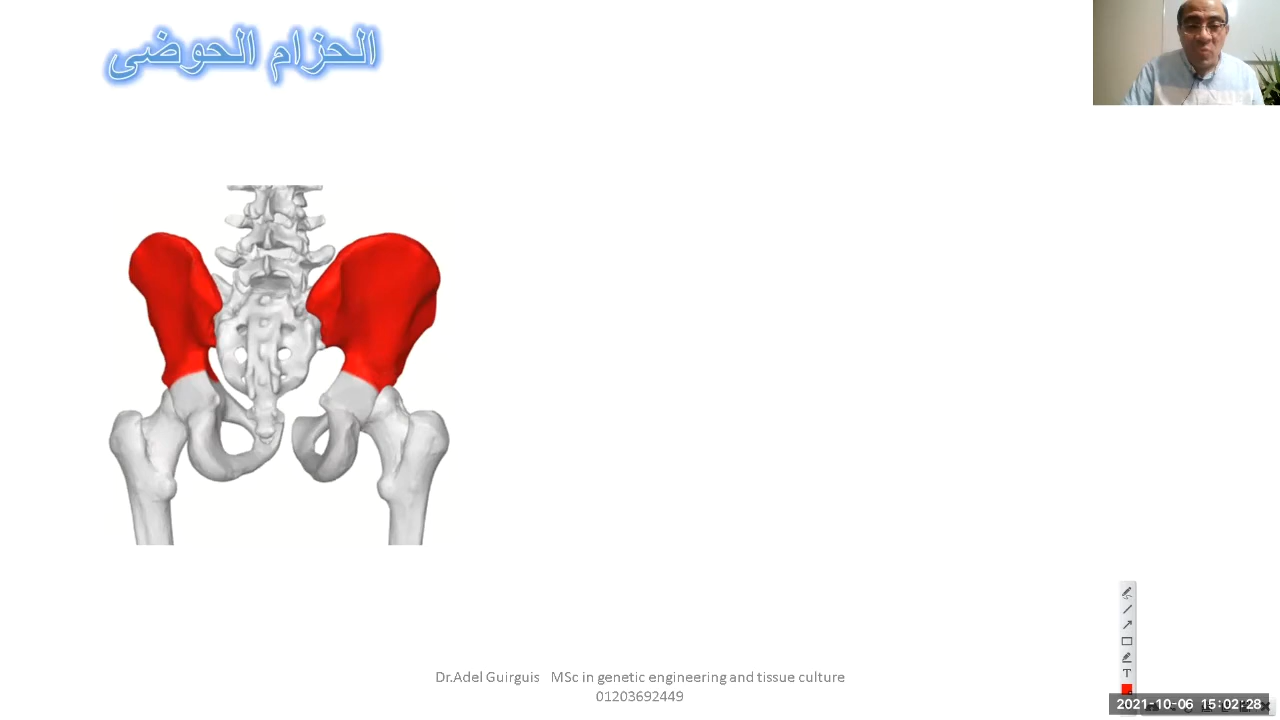 الحزام الحوضى
Dr.Adel Guirguis MSc in genetic engineering and tissue culture
01203692449
T
2021-10-06 15:02:28